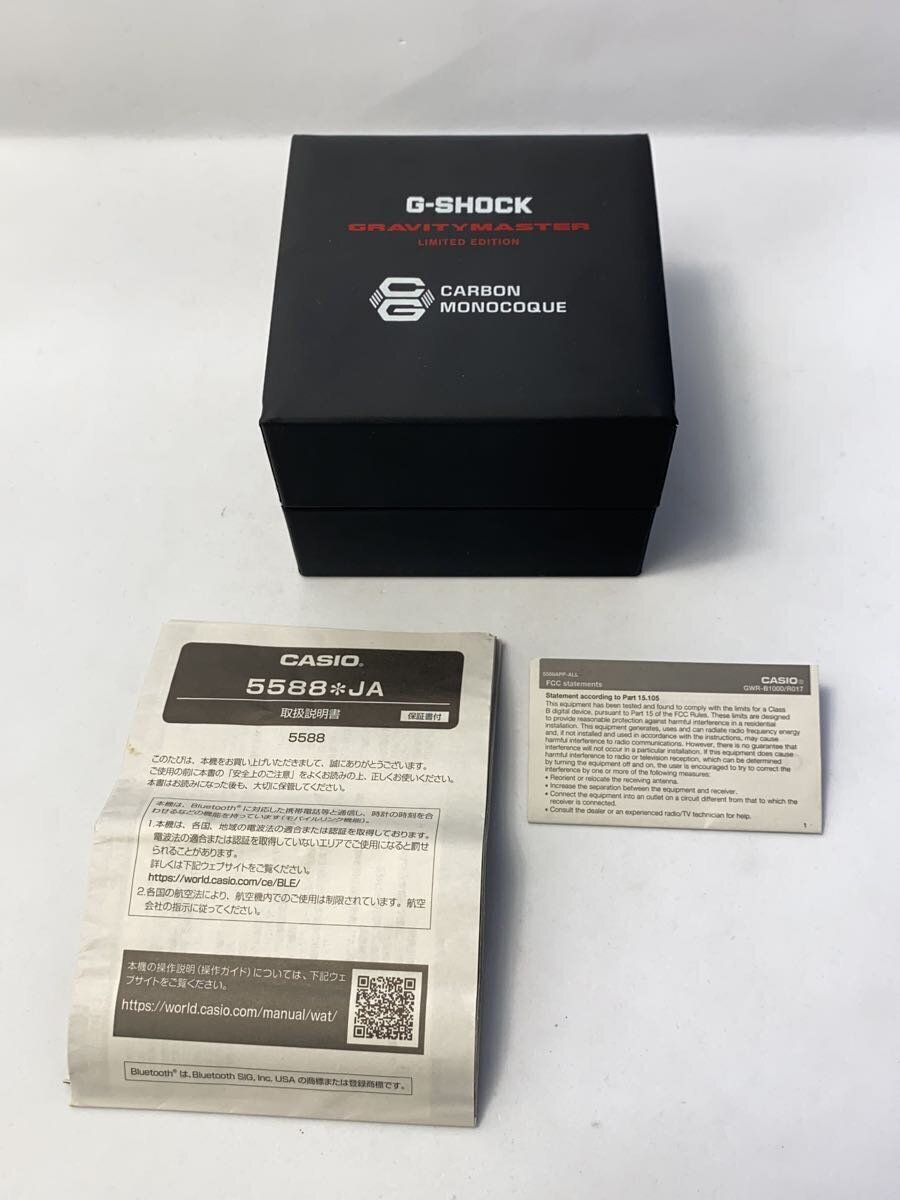 G-SHOCK
GRAVITYMASTER
LIMITED EDITION
CG
CARBON
MONOCOQUE
CASIO®
5588*JA
取扱説明書
保証書付
5588
このたびは、本機をお買い上げいただきまして、誠にありがとうございます。
ご使用の前に本書の「安全上のご注意」をよくお読みの上、正しくお使いください。
本書はお読みになった後も、大切に保管してください。
本機は、Bluetooth®に対応した携帯電話等と通信し、時計の時刻を合
わせるなどの機能を持っています(モバイルリンク機能)。
1.本機は、各国、地域の電波法の適合または認証を取得しております。
電波法の適合または認証を取得していないエリアでご使用になると罰せ
られることがあります。
詳しくは下記ウェブサイトをご覧ください。
https://world.casio.com/ce/BLE/
2.各国の航空法により、航空機内でのご使用は制限されています。航空
会社の指示に従ってください。
本機の操作説明(操作ガイド)については、下記ウェ
ブサイトをご覧ください。
https://world.casio.com/manual/wat/
Bluetooth®は、Bluetooth SIG, Inc. USAの商標または登録商標です。
5588APP-ALL
FCC statements
CASIO®
GWR-B1000/R017
Statement according to Part 15.105
This equipment has been tested and found to comply with the limits for a Class
B digital device, pursuant to Part 15 of the FCC Rules. These limits are designed
to provide reasonable protection against harmful interference in a residential
installation. This equipment generates, uses and can radiate radio frequency energy
and, if not installed and used in accordance with the instructions, may cause
harmful interference to radio communications. However, there is no guarantee that
interference will not occur in a particular installation. If this equipment does cause
harmful interference to radio or television reception, which can be determined
by turning the equipment off and on, the user is encouraged to try to correct the
interference by one or more of the following measures:
• Reorient or relocate the receiving antenna.
• Increase the separation between the equipment and receiver.
• Connect the equipment into an outlet on a circuit different from that to which the
receiver is connected.
• Consult the dealer or an experienced radio/TV technician for help.
1